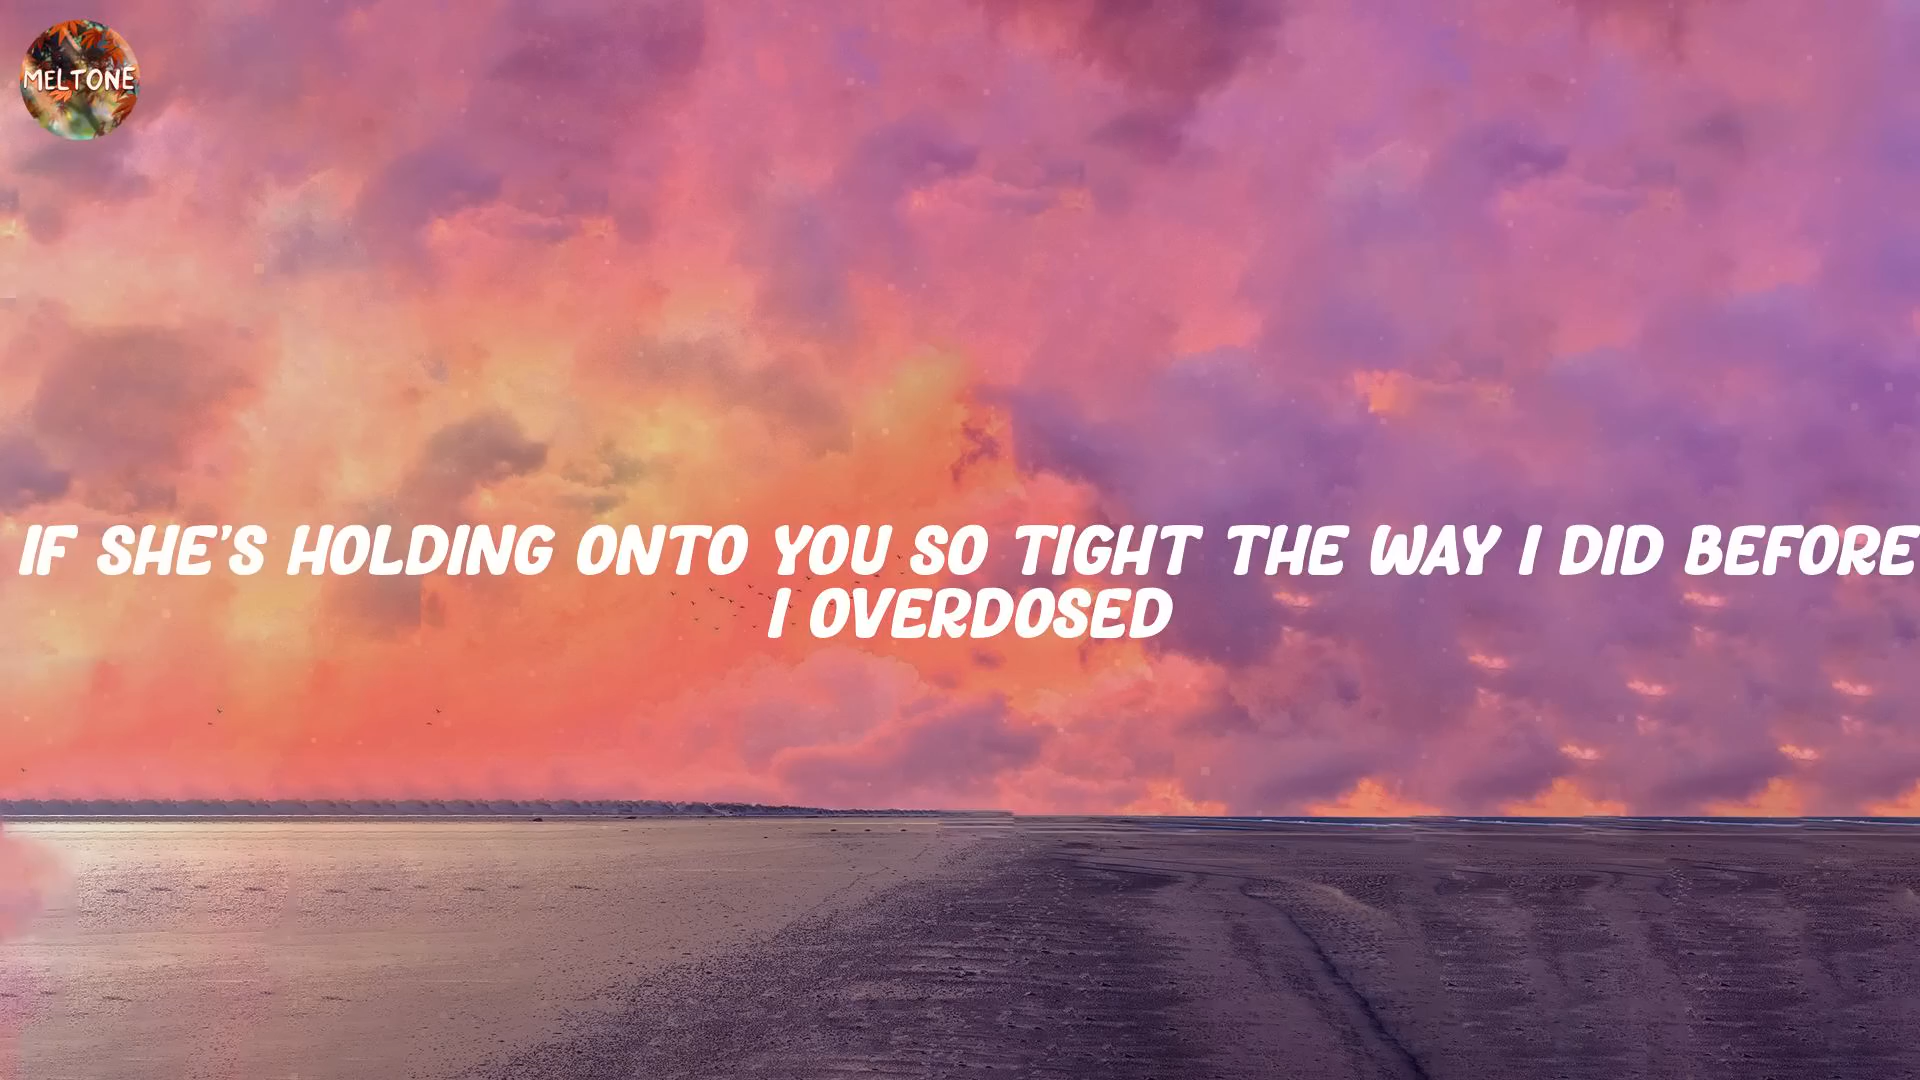 MELTONE
IF SHE'S HOLDING ONTO YOU SO TIGHT THE WAY I DID BEFORE
I OVERDOSED